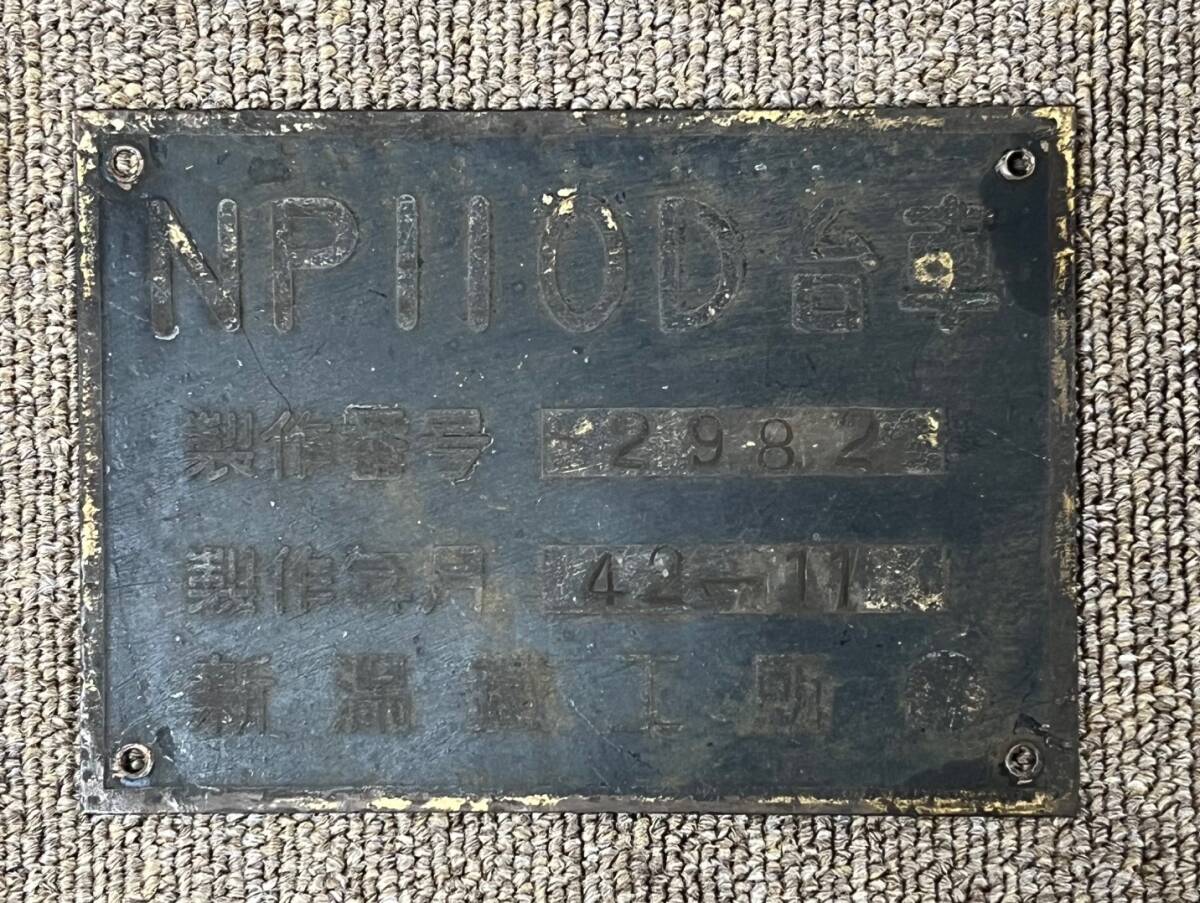 NP110D台車
製作番号 2982
製作年月 42-11
新潟鐵工所